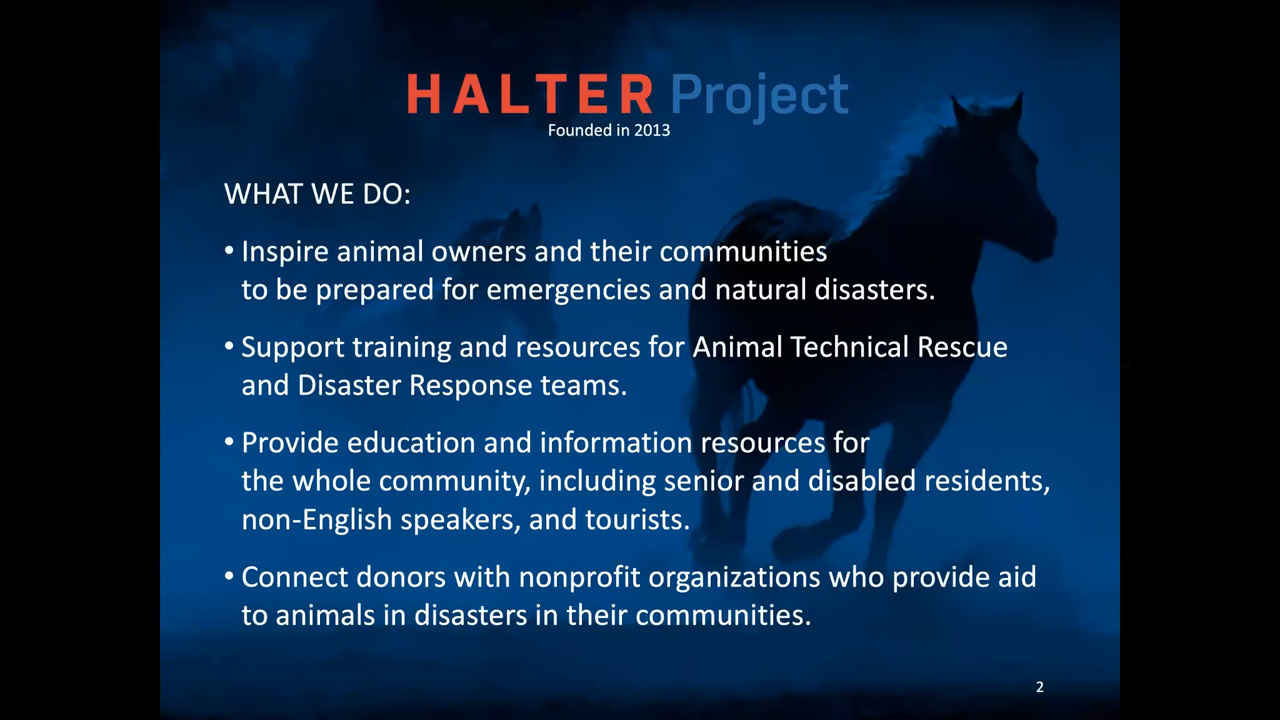 HALTER Project
Founded in 2013
WHAT WE DO:
• Inspire animal owners and their communities
to be prepared for emergencies and natural disasters.
• Support training and resources for Animal Technical Rescue
and Disaster Response teams.
• Provide education and information resources for
the whole community, including senior and disabled residents,
non-English speakers, and tourists.
• Connect donors with nonprofit organizations who provide aid
to animals in disasters in their communities.
2